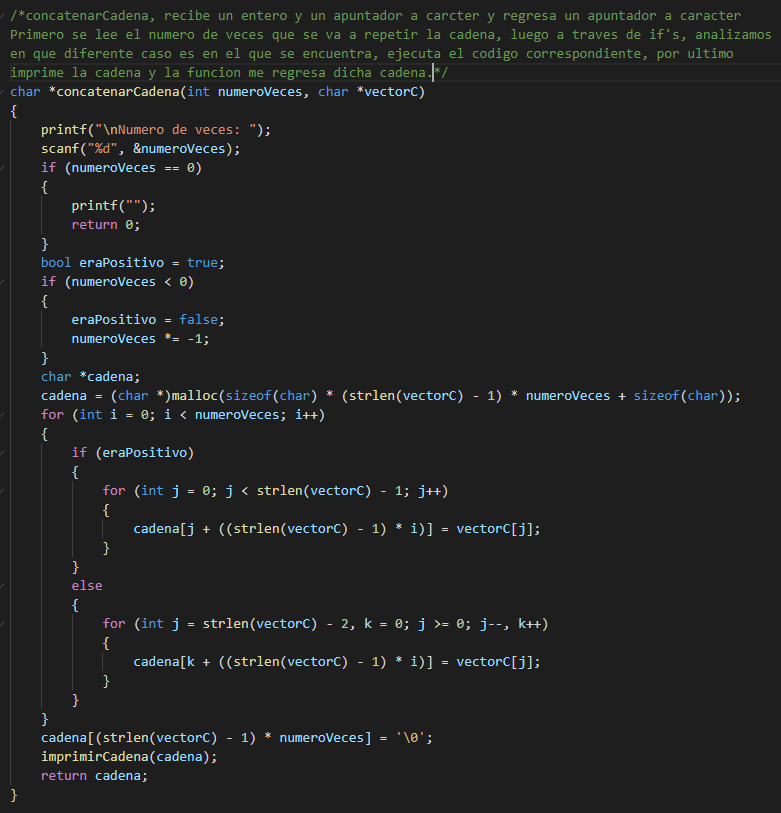 /*concatenarCadena, recibe un entero y un apuntador a carcter y regresa un apuntador a caracter
Primero se lee el numero de veces que se va a repetir la cadena, luego a traves de if's, analizamos
en que diferente caso es en el que se encuentra, ejecuta el codigo correspondiente, por ultimo
imprime la cadena y la funcion me regresa dicha cadena.*/
char *concatenarCadena(int numeroVeces, char *vectorC)
{
    printf("\nNumero de veces: ");
    scanf("%d", &numeroVeces);
    if (numeroVeces == 0)
    {
        printf("");
        return 0;
    }
    bool eraPositivo = true;
    if (numeroVeces < 0)
    {
        eraPositivo = false;
        numeroVeces *= -1;
    }
    char *cadena;
    cadena = (char *)malloc(sizeof(char) * (strlen(vectorC) - 1) * numeroVeces + sizeof(char));
    for (int i = 0; i < numeroVeces; i++)
    {
        if (eraPositivo)
        {
            for (int j = 0; j < strlen(vectorC) - 1; j++)
            {
                cadena[j + ((strlen(vectorC) - 1) * i)] = vectorC[j];
            }
        }
        else
        {
            for (int j = strlen(vectorC) - 2, k = 0; j >= 0; j--, k++)
            {
                cadena[k + ((strlen(vectorC) - 1) * i)] = vectorC[j];
            }
        }
    }
    cadena[(strlen(vectorC) - 1) * numeroVeces] = '\0';
    imprimirCadena(cadena);
    return cadena;
}